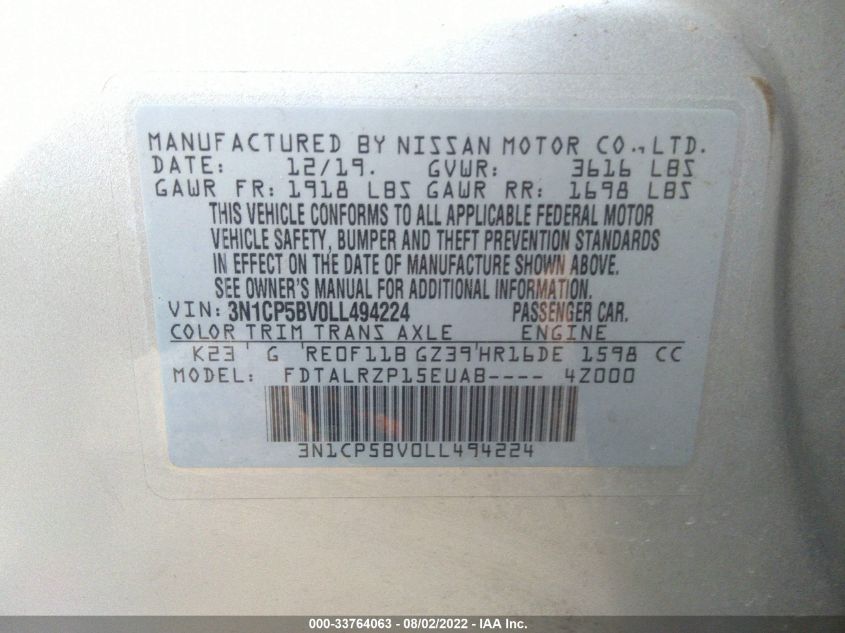 MANUFACTURED BY NISSAN MOTOR CO., LTD.
DATE: 12/19. GVWR: 3616 LBS
GAWR FR: 1918 LBS GAWR RR: 1698 LBS
THIS VEHICLE CONFORMS TO ALL APPLICABLE FEDERAL MOTOR
VEHICLE SAFETY, BUMPER AND THEFT PREVENTION STANDARDS
IN EFFECT ON THE DATE OF MANUFACTURE SHOWN ABOVE.
SEE OWNER'S MANUAL FOR ADDITIONAL INFORMATION.
VIN: 3N1CP5BV0LL494224 PASSENGER CAR.
COLOR TRIM TRANS AXLE ENGINE
K23 G RE0F11B GZ39 HR16DE 1598 CC
MODEL: FDTALRZP15EUAB---- 4Z000
3N1CP5BV0LL494224
000-33764063 - 08/02/2022 - IAA Inc.